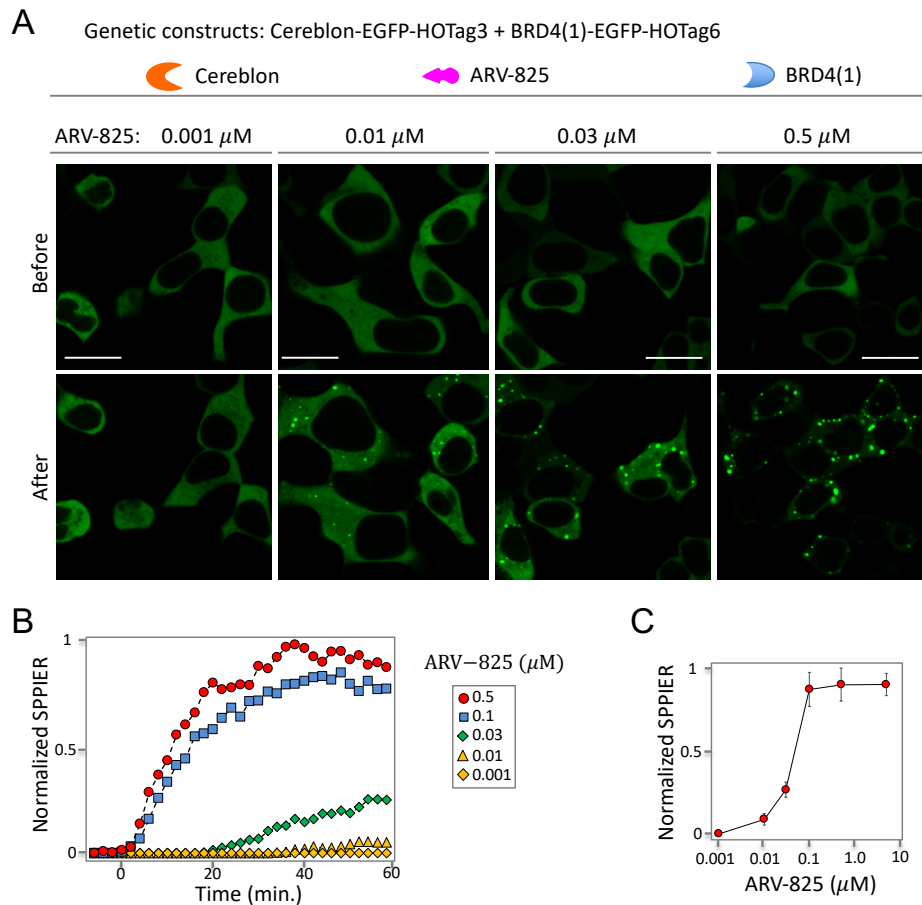 A
Genetic constructs: Cereblon-EGFP-HOTag3 + BRD4(1)-EGFP-HOTag6
Cereblon ARV-825 BRD4(1)
ARV-825: 0.001 μM 0.01 μM 0.03 μM 0.5 μM
Before
After
B
1
0.5
0
Normalized SPPIER
0 20 40 60
Time (min.)
ARV−825 (μM)
0.5
0.1
0.03
0.01
0.001
C
1
0.5
0
Normalized SPPIER
0.001 0.01 0.1 1.0 10
ARV-825 (μM)